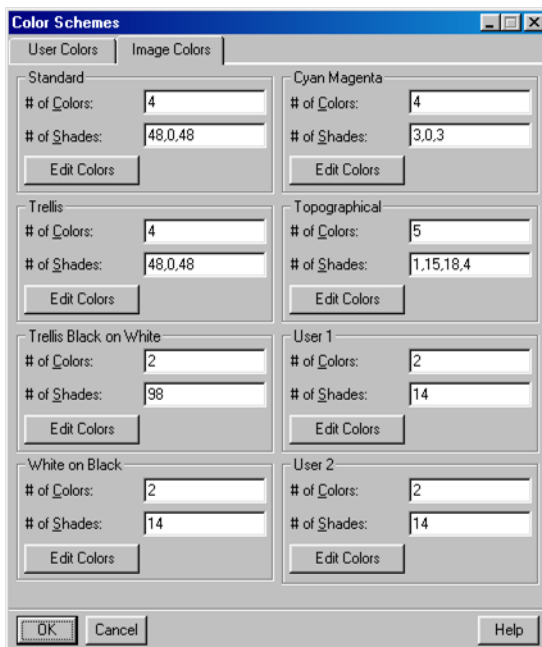 Color Schemes
User Colors
Image Colors
Standard
# of Colors: 4
# of Shades: 48,0,48
Edit Colors
Cyan Magenta
# of Colors: 4
# of Shades: 3,0,3
Edit Colors
Trellis
# of Colors: 4
# of Shades: 48,0,48
Edit Colors
Topographical
# of Colors: 5
# of Shades: 1,15,18,4
Edit Colors
Trellis Black on White
# of Colors: 2
# of Shades: 98
Edit Colors
User 1
# of Colors: 2
# of Shades: 14
Edit Colors
White on Black
# of Colors: 2
# of Shades: 14
Edit Colors
User 2
# of Colors: 2
# of Shades: 14
Edit Colors
OK
Cancel
Help